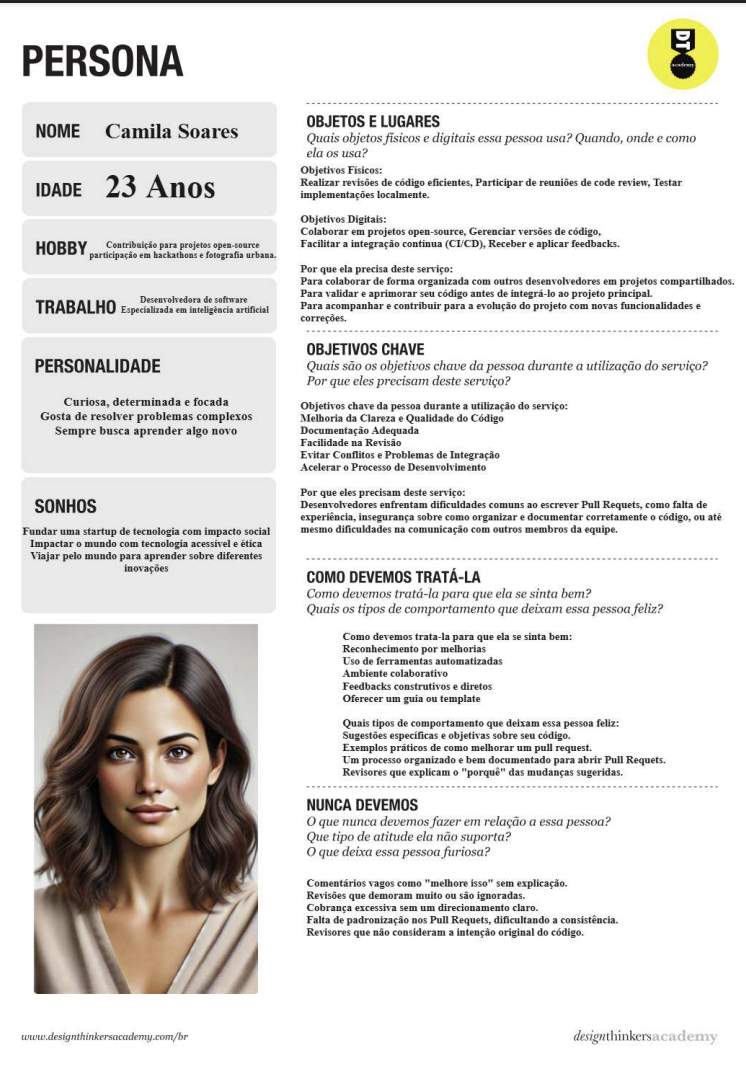 PERSONA
DT
academy
NOME Camila Soares
IDADE 23 Anos
HOBBY Contribuição para projetos open-source
participação em hackathons e fotografia urbana.
TRABALHO Desenvolvedora de software
Especializada em inteligência artificial
PERSONALIDADE
Curiosa, determinada e focada
Gosta de resolver problemas complexos
Sempre busca aprender algo novo
SONHOS
Fundar uma startup de tecnologia com impacto social
Impactar o mundo com tecnologia acessível e ética
Viajar pelo mundo para aprender sobre diferentes
inovações
OBJETOS E LUGARES
Quais objetos físicos e digitais essa pessoa usa? Quando, onde e como
ela os usa?
Objetivos Físicos:
Realizar revisões de código eficientes, Participar de reuniões de code review, Testar
implementações localmente.
Objetivos Digitais:
Colaborar em projetos open-source, Gerenciar versões de código,
Facilitar a integração contínua (CI/CD), Receber e aplicar feedbacks.
Por que ela precisa deste serviço:
Para colaborar de forma organizada com outros desenvolvedores em projetos compartilhados.
Para validar e aprimorar seu código antes de integrá-lo ao projeto principal.
Para acompanhar e contribuir para a evolução do projeto com novas funcionalidades e
correções.
OBJETIVOS CHAVE
Quais são os objetivos chave da pessoa durante a utilização do serviço?
Por que eles precisam deste serviço?
Objetivos chave da pessoa durante a utilização do serviço:
Melhoria da Clareza e Qualidade do Código
Documentação Adequada
Facilidade na Revisão
Evitar Conflitos e Problemas de Integração
Acelerar o Processo de Desenvolvimento
Por que eles precisam deste serviço:
Desenvolvedores enfrentam dificuldades comuns ao escrever Pull Requets, como falta de
experiência, insegurança sobre como organizar e documentar corretamente o código, ou até
mesmo dificuldades na comunicação com outros membros da equipe.
COMO DEVEMOS TRATÁ-LA
Como devemos tratá-la para que ela se sinta bem?
Quais os tipos de comportamento que deixam essa pessoa feliz?
Como devemos trata-la para que ela se sinta bem:
Reconhecimento por melhorias
Uso de ferramentas automatizadas
Ambiente colaborativo
Feedbacks construtivos e diretos
Oferecer um guia ou template
Quais tipos de comportamento que deixam essa pessoa feliz:
Sugestões específicas e objetivas sobre seu código.
Exemplos práticos de como melhorar um pull request.
Um processo organizado e bem documentado para abrir Pull Requets.
Revisores que explicam o "porquê" das mudanças sugeridas.
NUNCA DEVEMOS
O que nunca devemos fazer em relação a essa pessoa?
Que tipo de atitude ela não suporta?
O que deixa essa pessoa furiosa?
Comentários vagos como "melhore isso" sem explicação.
Revisões que demoram muito ou são ignoradas.
Cobrança excessiva sem um direcionamento claro.
Falta de padronização nos Pull Requets, dificultando a consistência.
Revisores que não consideram a intenção original do código.
www.designthinkersacademy.com/br
designthinkersacademy